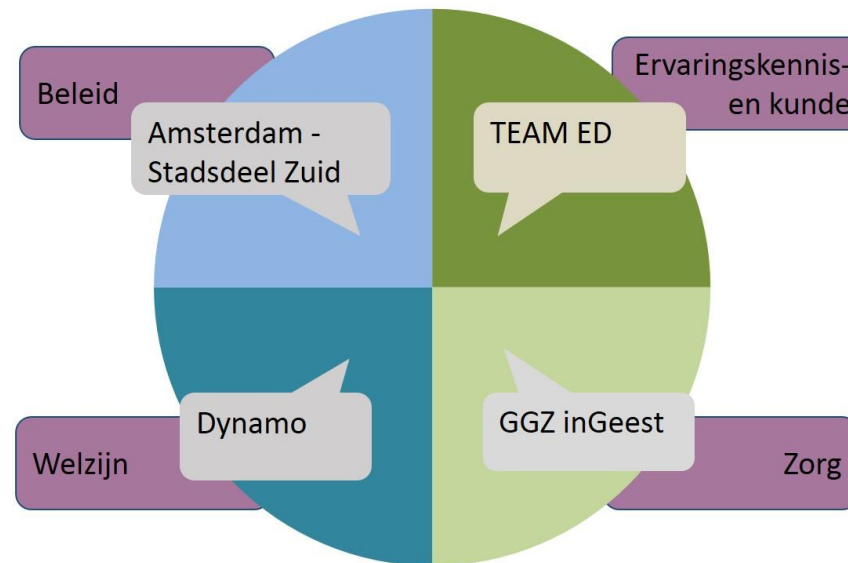 Beleid
Amsterdam -
Stadsdeel Zuid
Ervaringskennis-
en kunde
TEAM ED
Welzijn
Dynamo
GGZ inGeest
Zorg